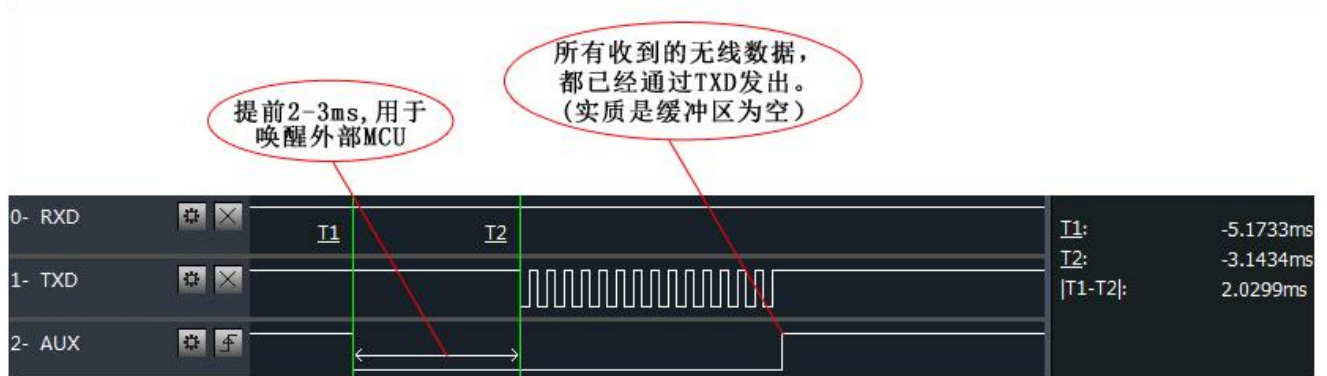 所有收到的无线数据，
都已经通过TXD发出。
(实质是缓冲区为空）
提前2-3ms,用于
唤醒外部MCU
0- RXD
T1
T2
T1:
-5.1733ms
T2:
-3.1434ms
1- TXD
|T1-T2|:
2.0299ms
2- AUX